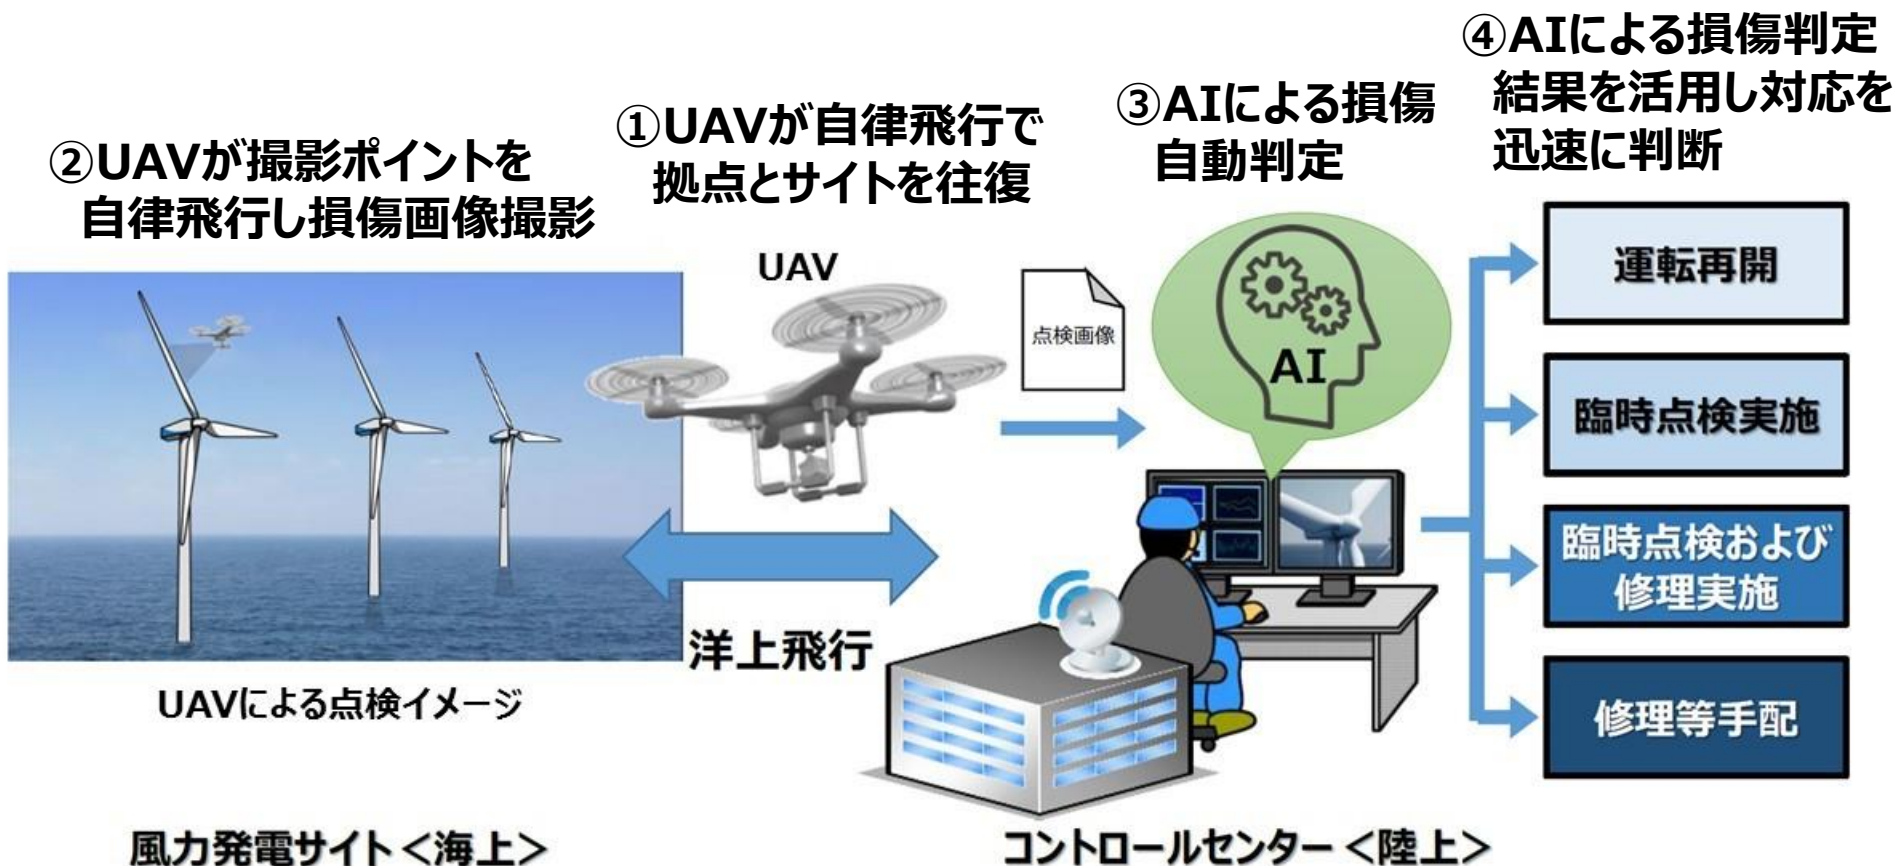 ②UAVが撮影ポイントを
自律飛行し損傷画像撮影
①UAVが自律飛行で
拠点とサイトを往復
③AIによる損傷
自動判定
④AIによる損傷判定
結果を活用し対応を
迅速に判断
UAV
点検画像
AI
運転再開
臨時点検実施
臨時点検および
修理実施
修理等手配
洋上飛行
UAVによる点検イメージ
風力発電サイト<海上>
コントロールセンター<陸上>